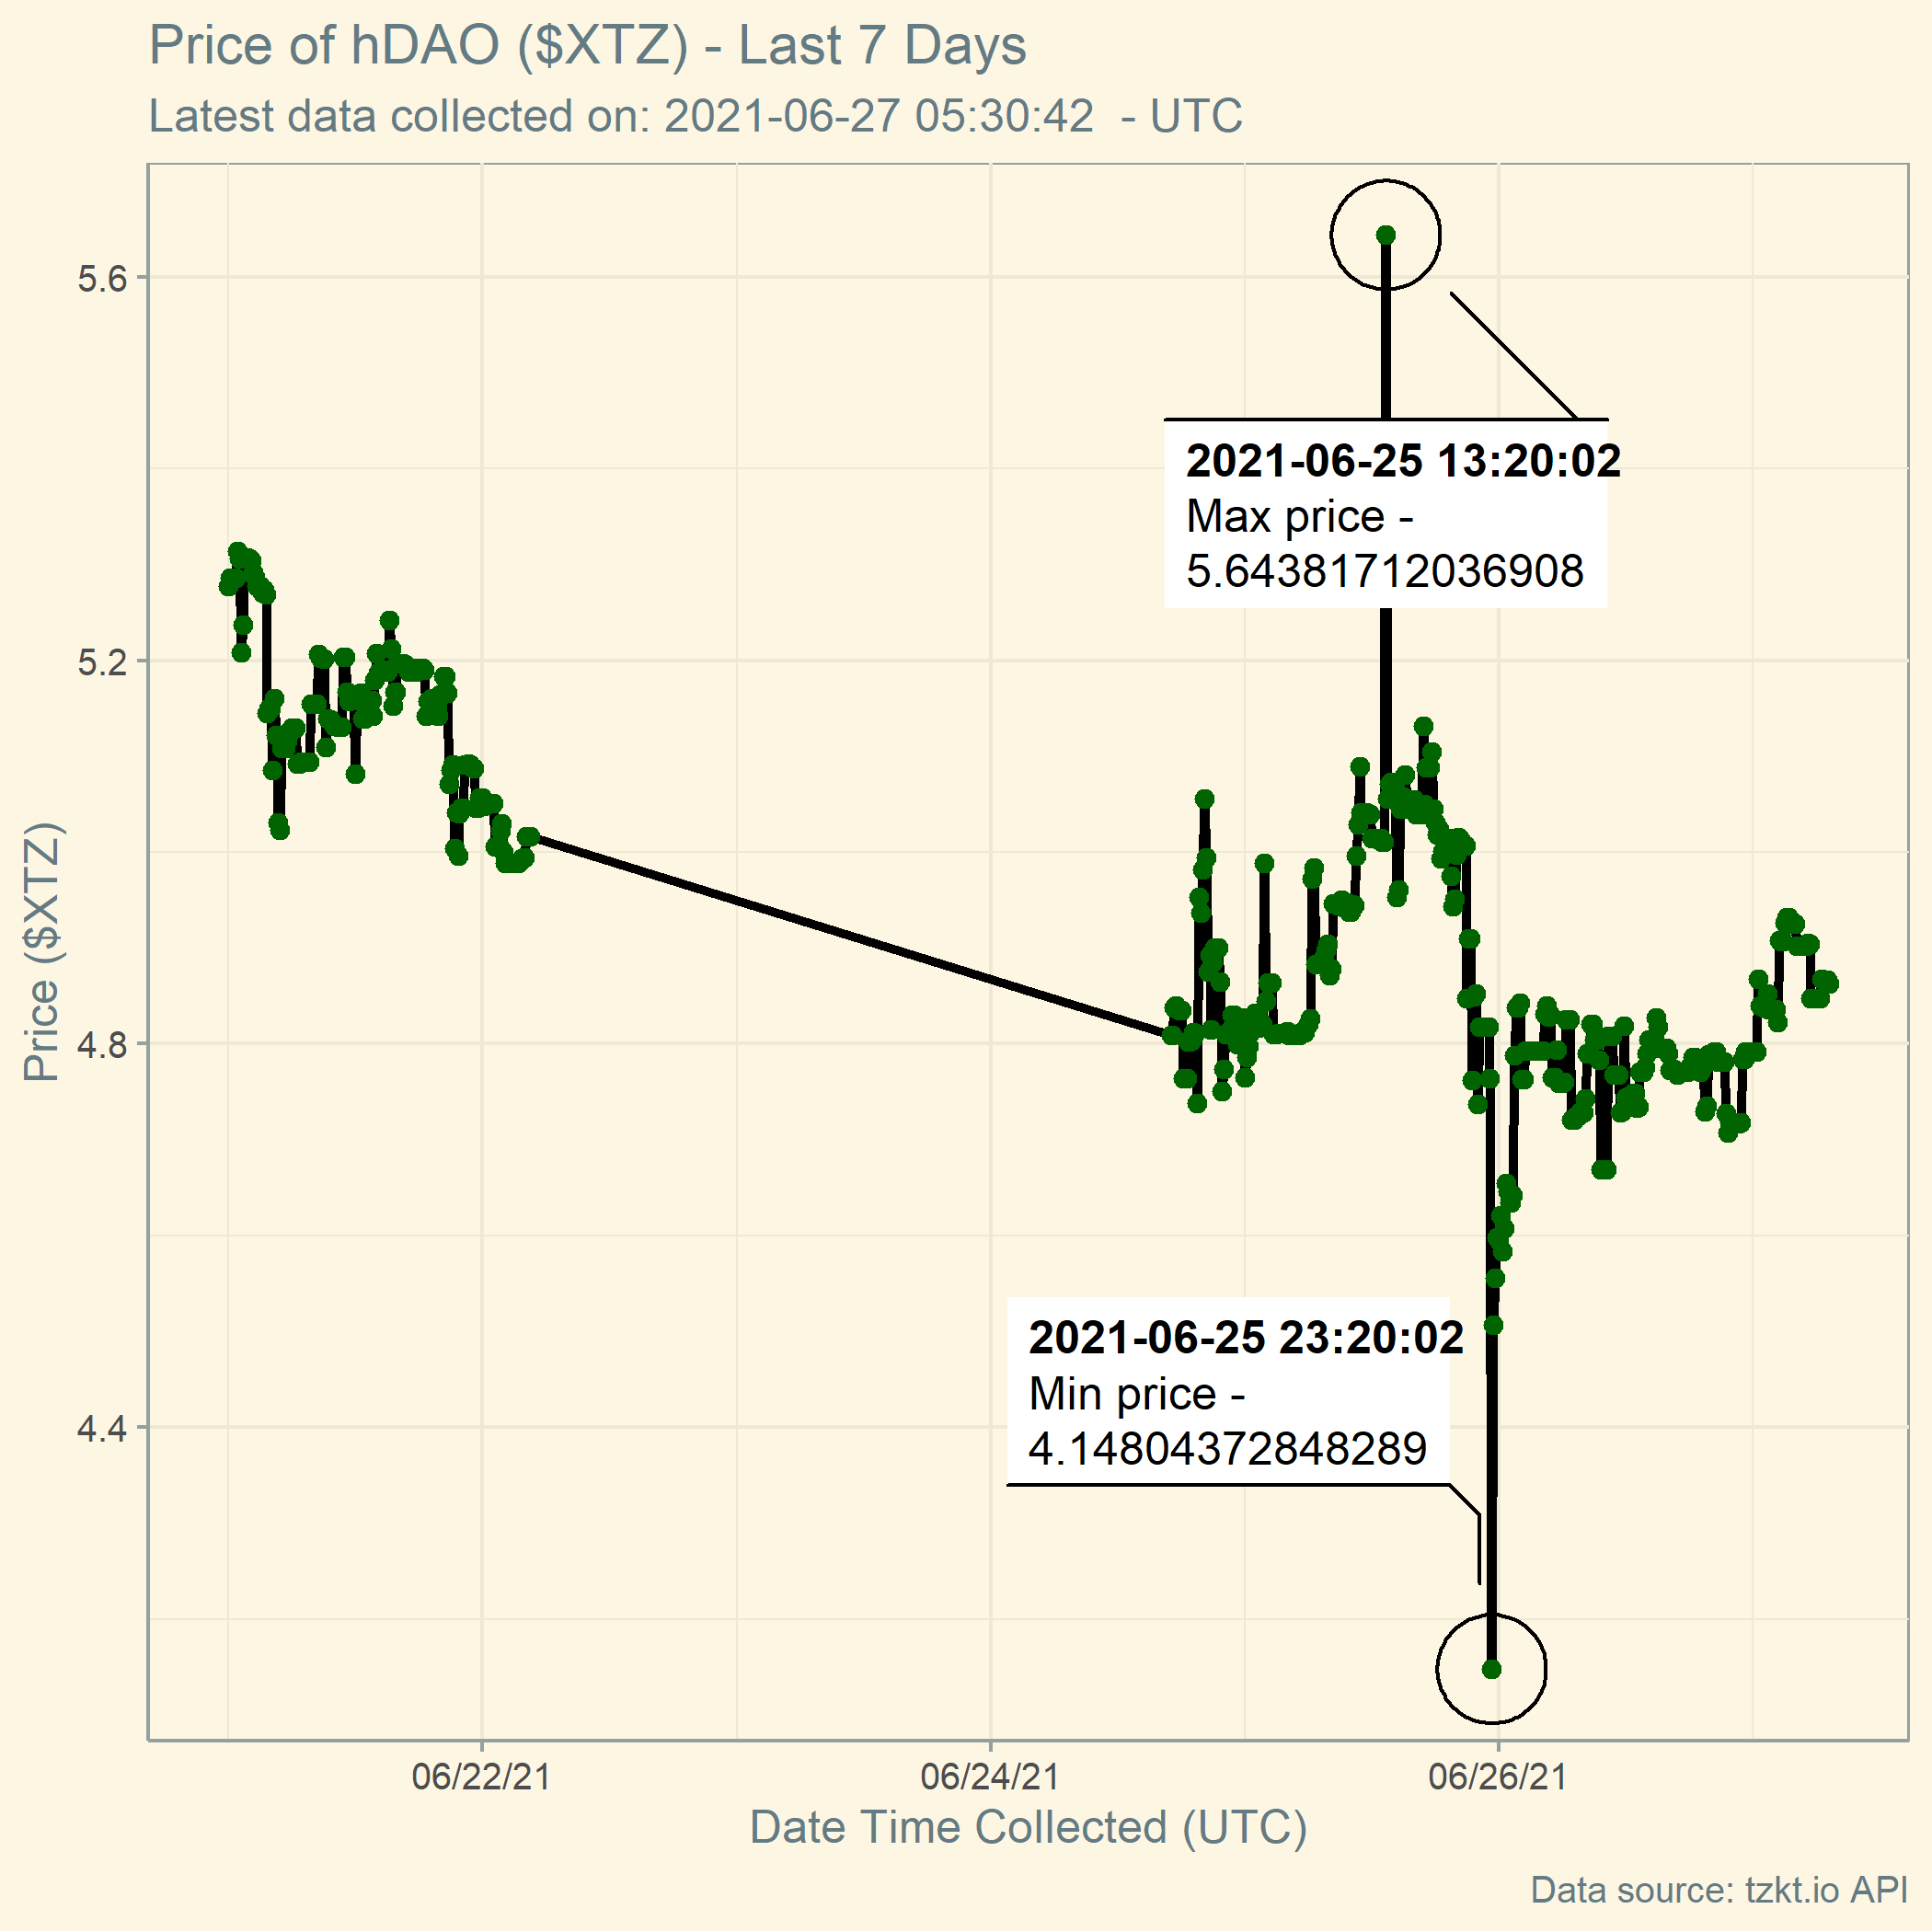 Price of hDAO ($XTZ) - Last 7 Days
Latest data collected on: 2021-06-27 05:30:42  - UTC
Price ($XTZ)
5.6
5.2
4.8
4.4
2021-06-25 13:20:02
Max price -
5.64381712036908
2021-06-25 23:20:02
Min price -
4.14804372848289
06/22/21
06/24/21
06/26/21
Date Time Collected (UTC)
Data source: tzkt.io API